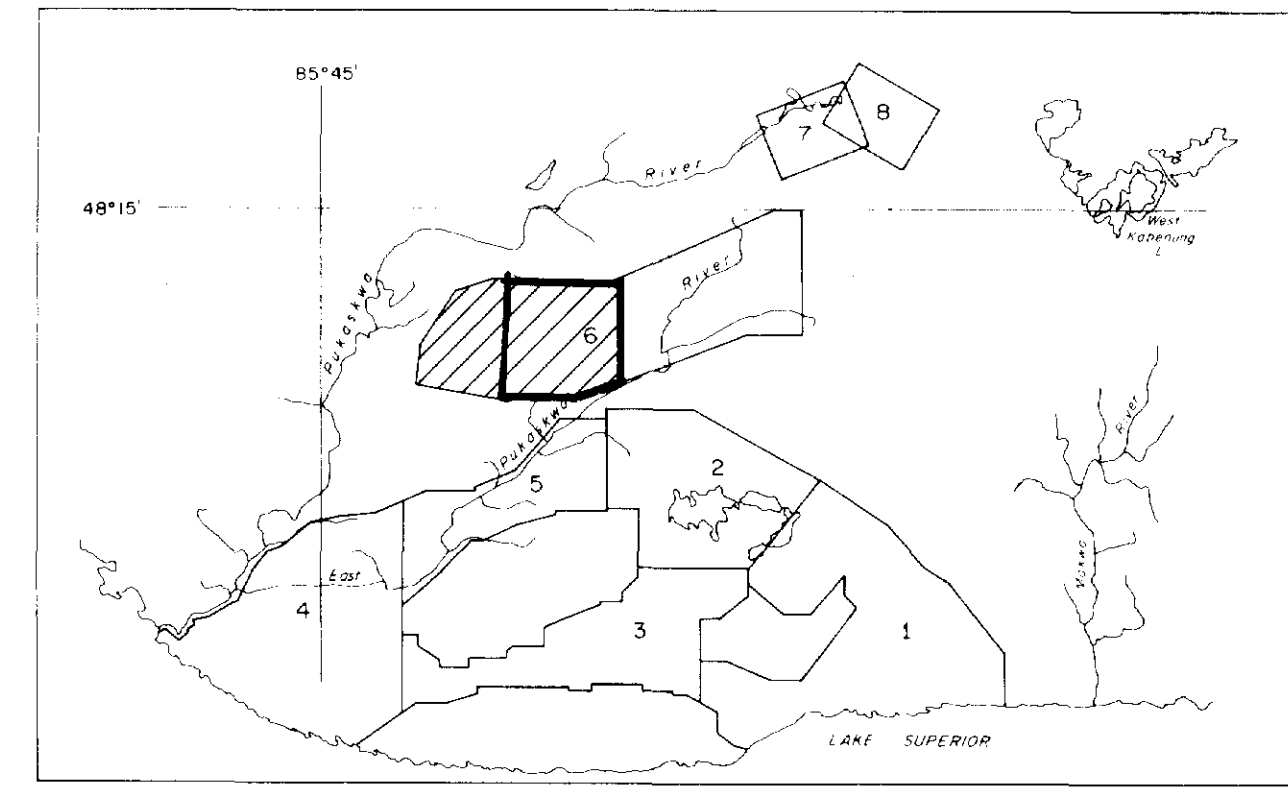 85°45'
8
7
River
48°15'
West
Kabenung
L
River
Pukaskwa
6
Pukaskwa
River
2
5
Makwa
East
4
3
1
LAKE SUPERIOR